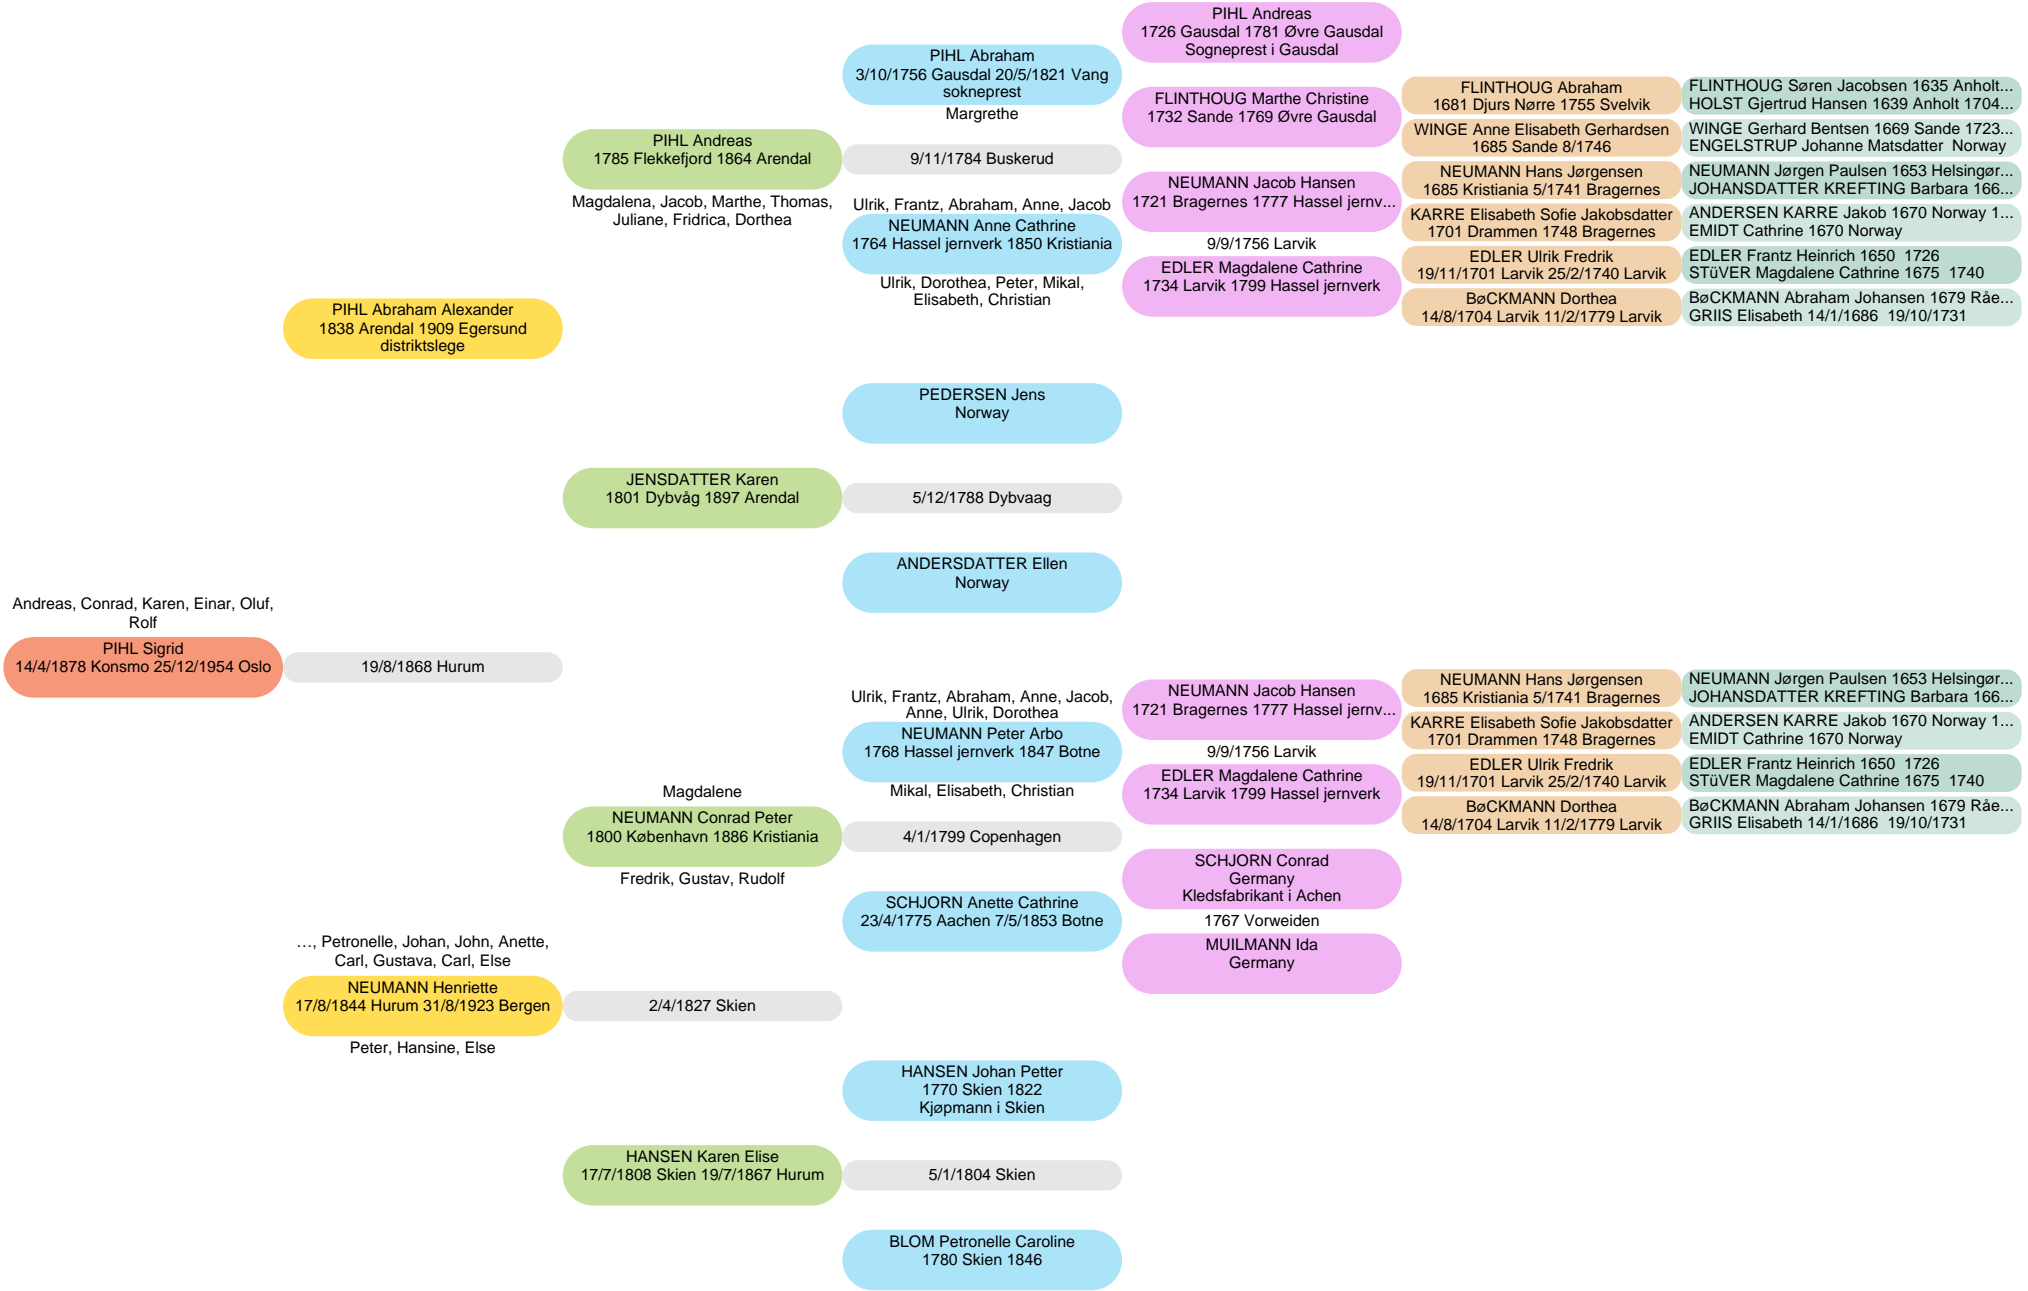 Andreas, Conrad, Karen, Einar, Oluf,
Rolf
PIHL Sigrid
14/4/1878 Konsmo 25/12/1954 Oslo
PIHL Abraham Alexander
1838 Arendal 1909 Egersund
distriktslege
19/8/1868 Hurum
…, Petronelle, Johan, John, Anette,
Carl, Gustava, Carl, Else
NEUMANN Henriette
17/8/1844 Hurum 31/8/1923 Bergen
Peter, Hansine, Else
PIHL Andreas
1785 Flekkefjord 1864 Arendal
Magdalena, Jacob, Marthe, Thomas,
Juliane, Fridrica, Dorthea
JENSDATTER Karen
1801 Dybvåg 1897 Arendal
Magdalene
NEUMANN Conrad Peter
1800 København 1886 Kristiania
Fredrik, Gustav, Rudolf
2/4/1827 Skien
HANSEN Karen Elise
17/7/1808 Skien 19/7/1867 Hurum
PIHL Abraham
3/10/1756 Gausdal 20/5/1821 Vang
sokneprest
Margrethe
9/11/1784 Buskerud
Ulrik, Frantz, Abraham, Anne, Jacob
NEUMANN Anne Cathrine
1764 Hassel jernverk 1850 Kristiania
Ulrik, Dorothea, Peter, Mikal,
Elisabeth, Christian
PEDERSEN Jens
Norway
5/12/1788 Dybvaag
ANDERSDATTER Ellen
Norway
Ulrik, Frantz, Abraham, Anne, Jacob,
Anne, Ulrik, Dorothea
NEUMANN Peter Arbo
1768 Hassel jernverk 1847 Botne
Mikal, Elisabeth, Christian
4/1/1799 Copenhagen
SCHJORN Anette Cathrine
23/4/1775 Aachen 7/5/1853 Botne
HANSEN Johan Petter
1770 Skien 1822
Kjøpmann i Skien
5/1/1804 Skien
BLOM Petronelle Caroline
1780 Skien 1846
PIHL Andreas
1726 Gausdal 1781 Øvre Gausdal
Sogneprest i Gausdal
FLINTHOUG Marthe Christine
1732 Sande 1769 Øvre Gausdal
NEUMANN Jacob Hansen
1721 Bragernes 1777 Hassel jernv...
9/9/1756 Larvik
EDLER Magdalene Cathrine
1734 Larvik 1799 Hassel jernverk
NEUMANN Jacob Hansen
1721 Bragernes 1777 Hassel jernv...
9/9/1756 Larvik
EDLER Magdalene Cathrine
1734 Larvik 1799 Hassel jernverk
SCHJORN Conrad
Germany
Kledsfabrikant i Achen
1767 Vorweiden
MUILMANN Ida
Germany
FLINTHOUG Abraham
1681 Djurs Nørre 1755 Svelvik
WINGE Anne Elisabeth Gerhardsen
1685 Sande 8/1746
NEUMANN Hans Jørgensen
1685 Kristiania 5/1741 Bragernes
KARRE Elisabeth Sofie Jakobsdatter
1701 Drammen 1748 Bragernes
EDLER Ulrik Fredrik
19/11/1701 Larvik 25/2/1740 Larvik
BøCKMANN Dorthea
14/8/1704 Larvik 11/2/1779 Larvik
NEUMANN Hans Jørgensen
1685 Kristiania 5/1741 Bragernes
KARRE Elisabeth Sofie Jakobsdatter
1701 Drammen 1748 Bragernes
EDLER Ulrik Fredrik
19/11/1701 Larvik 25/2/1740 Larvik
BøCKMANN Dorthea
14/8/1704 Larvik 11/2/1779 Larvik
FLINTHOUG Søren Jacobsen 1635 Anholt...
HOLST Gjertrud Hansen 1639 Anholt 1704...
WINGE Gerhard Bentsen 1669 Sande 1723...
ENGELSTRUP Johanne Matsdatter  Norway
NEUMANN Jørgen Paulsen 1653 Helsingør...
JOHANSDATTER KREFTING Barbara 166...
ANDERSEN KARRE Jakob 1670 Norway 1...
EMIDT Cathrine 1670 Norway
EDLER Frantz Heinrich 1650  1726
STüVER Magdalene Cathrine 1675  1740
BøCKMANN Abraham Johansen 1679 Råe...
GRIIS Elisabeth 14/1/1686  19/10/1731
NEUMANN Jørgen Paulsen 1653 Helsingør...
JOHANSDATTER KREFTING Barbara 166...
ANDERSEN KARRE Jakob 1670 Norway 1...
EMIDT Cathrine 1670 Norway
EDLER Frantz Heinrich 1650  1726
STüVER Magdalene Cathrine 1675  1740
BøCKMANN Abraham Johansen 1679 Råe...
GRIIS Elisabeth 14/1/1686  19/10/1731